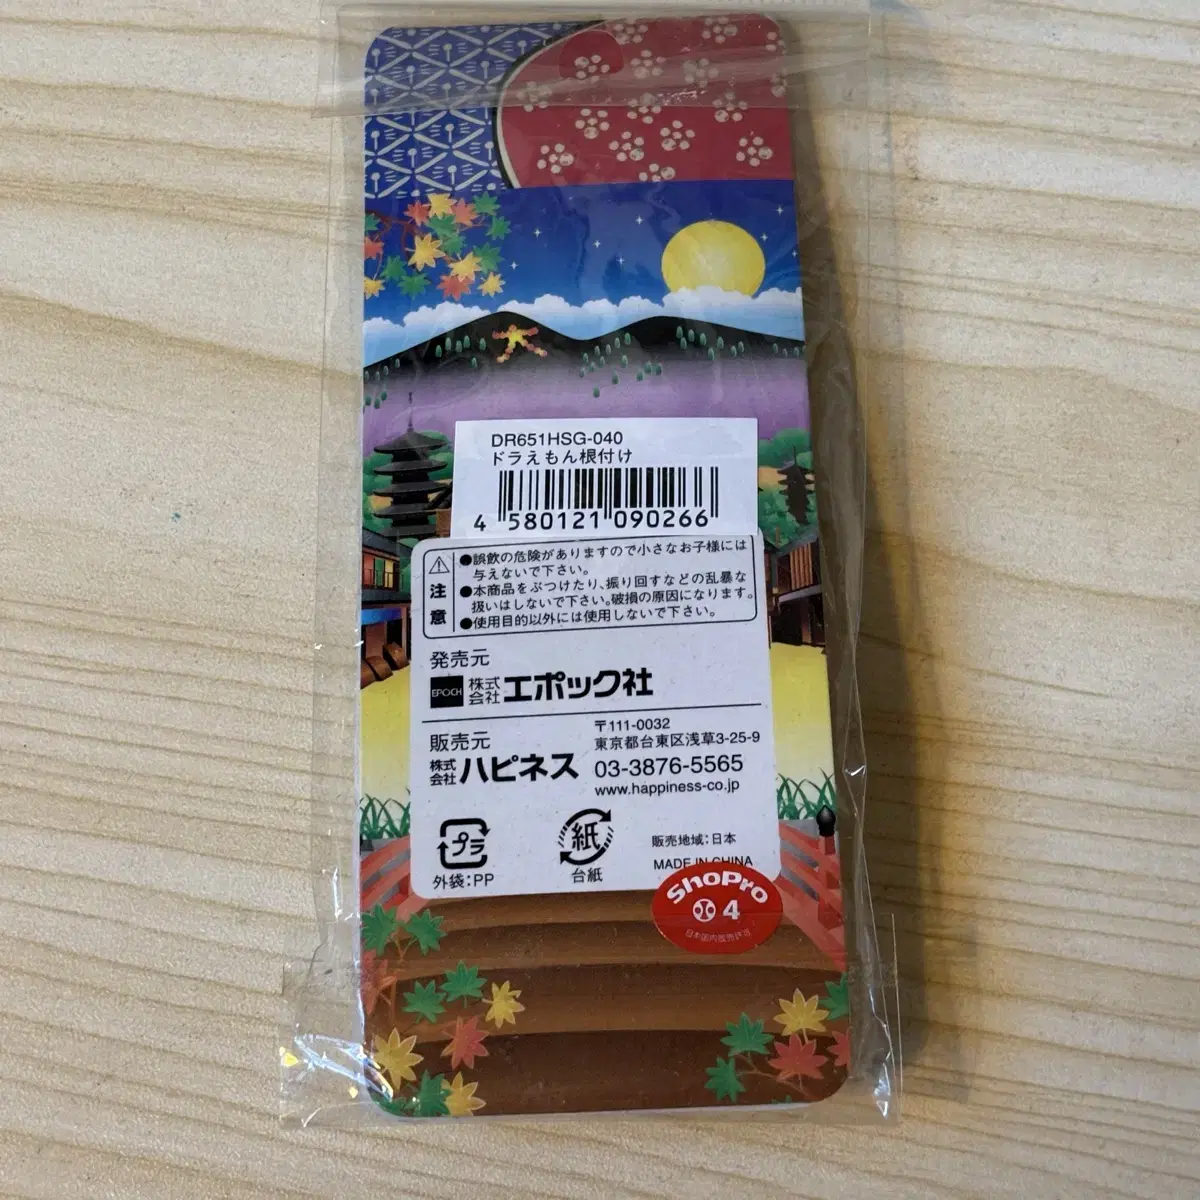 DR651HSG-040
ドラえもん根付け
4 580121 090266
注意
●誤飲の危険がありますので小さなお子様には
与えないで下さい。
●本商品をぶつけたり、振り回すなどの乱暴な
扱いはしないで下さい。破損の原因になります。
●使用目的以外には使用しないで下さい。
発売元
EPOCH 株式会社 エポック社
販売元
株式会社 ハピネス
〒111-0032
東京都台東区浅草3-25-9
03-3876-5565
www.happiness-co.jp
プラ
外袋:PP
紙
台紙
販売地域:日本
MADE IN CHINA
ShoPro
4
日本国内販売許可